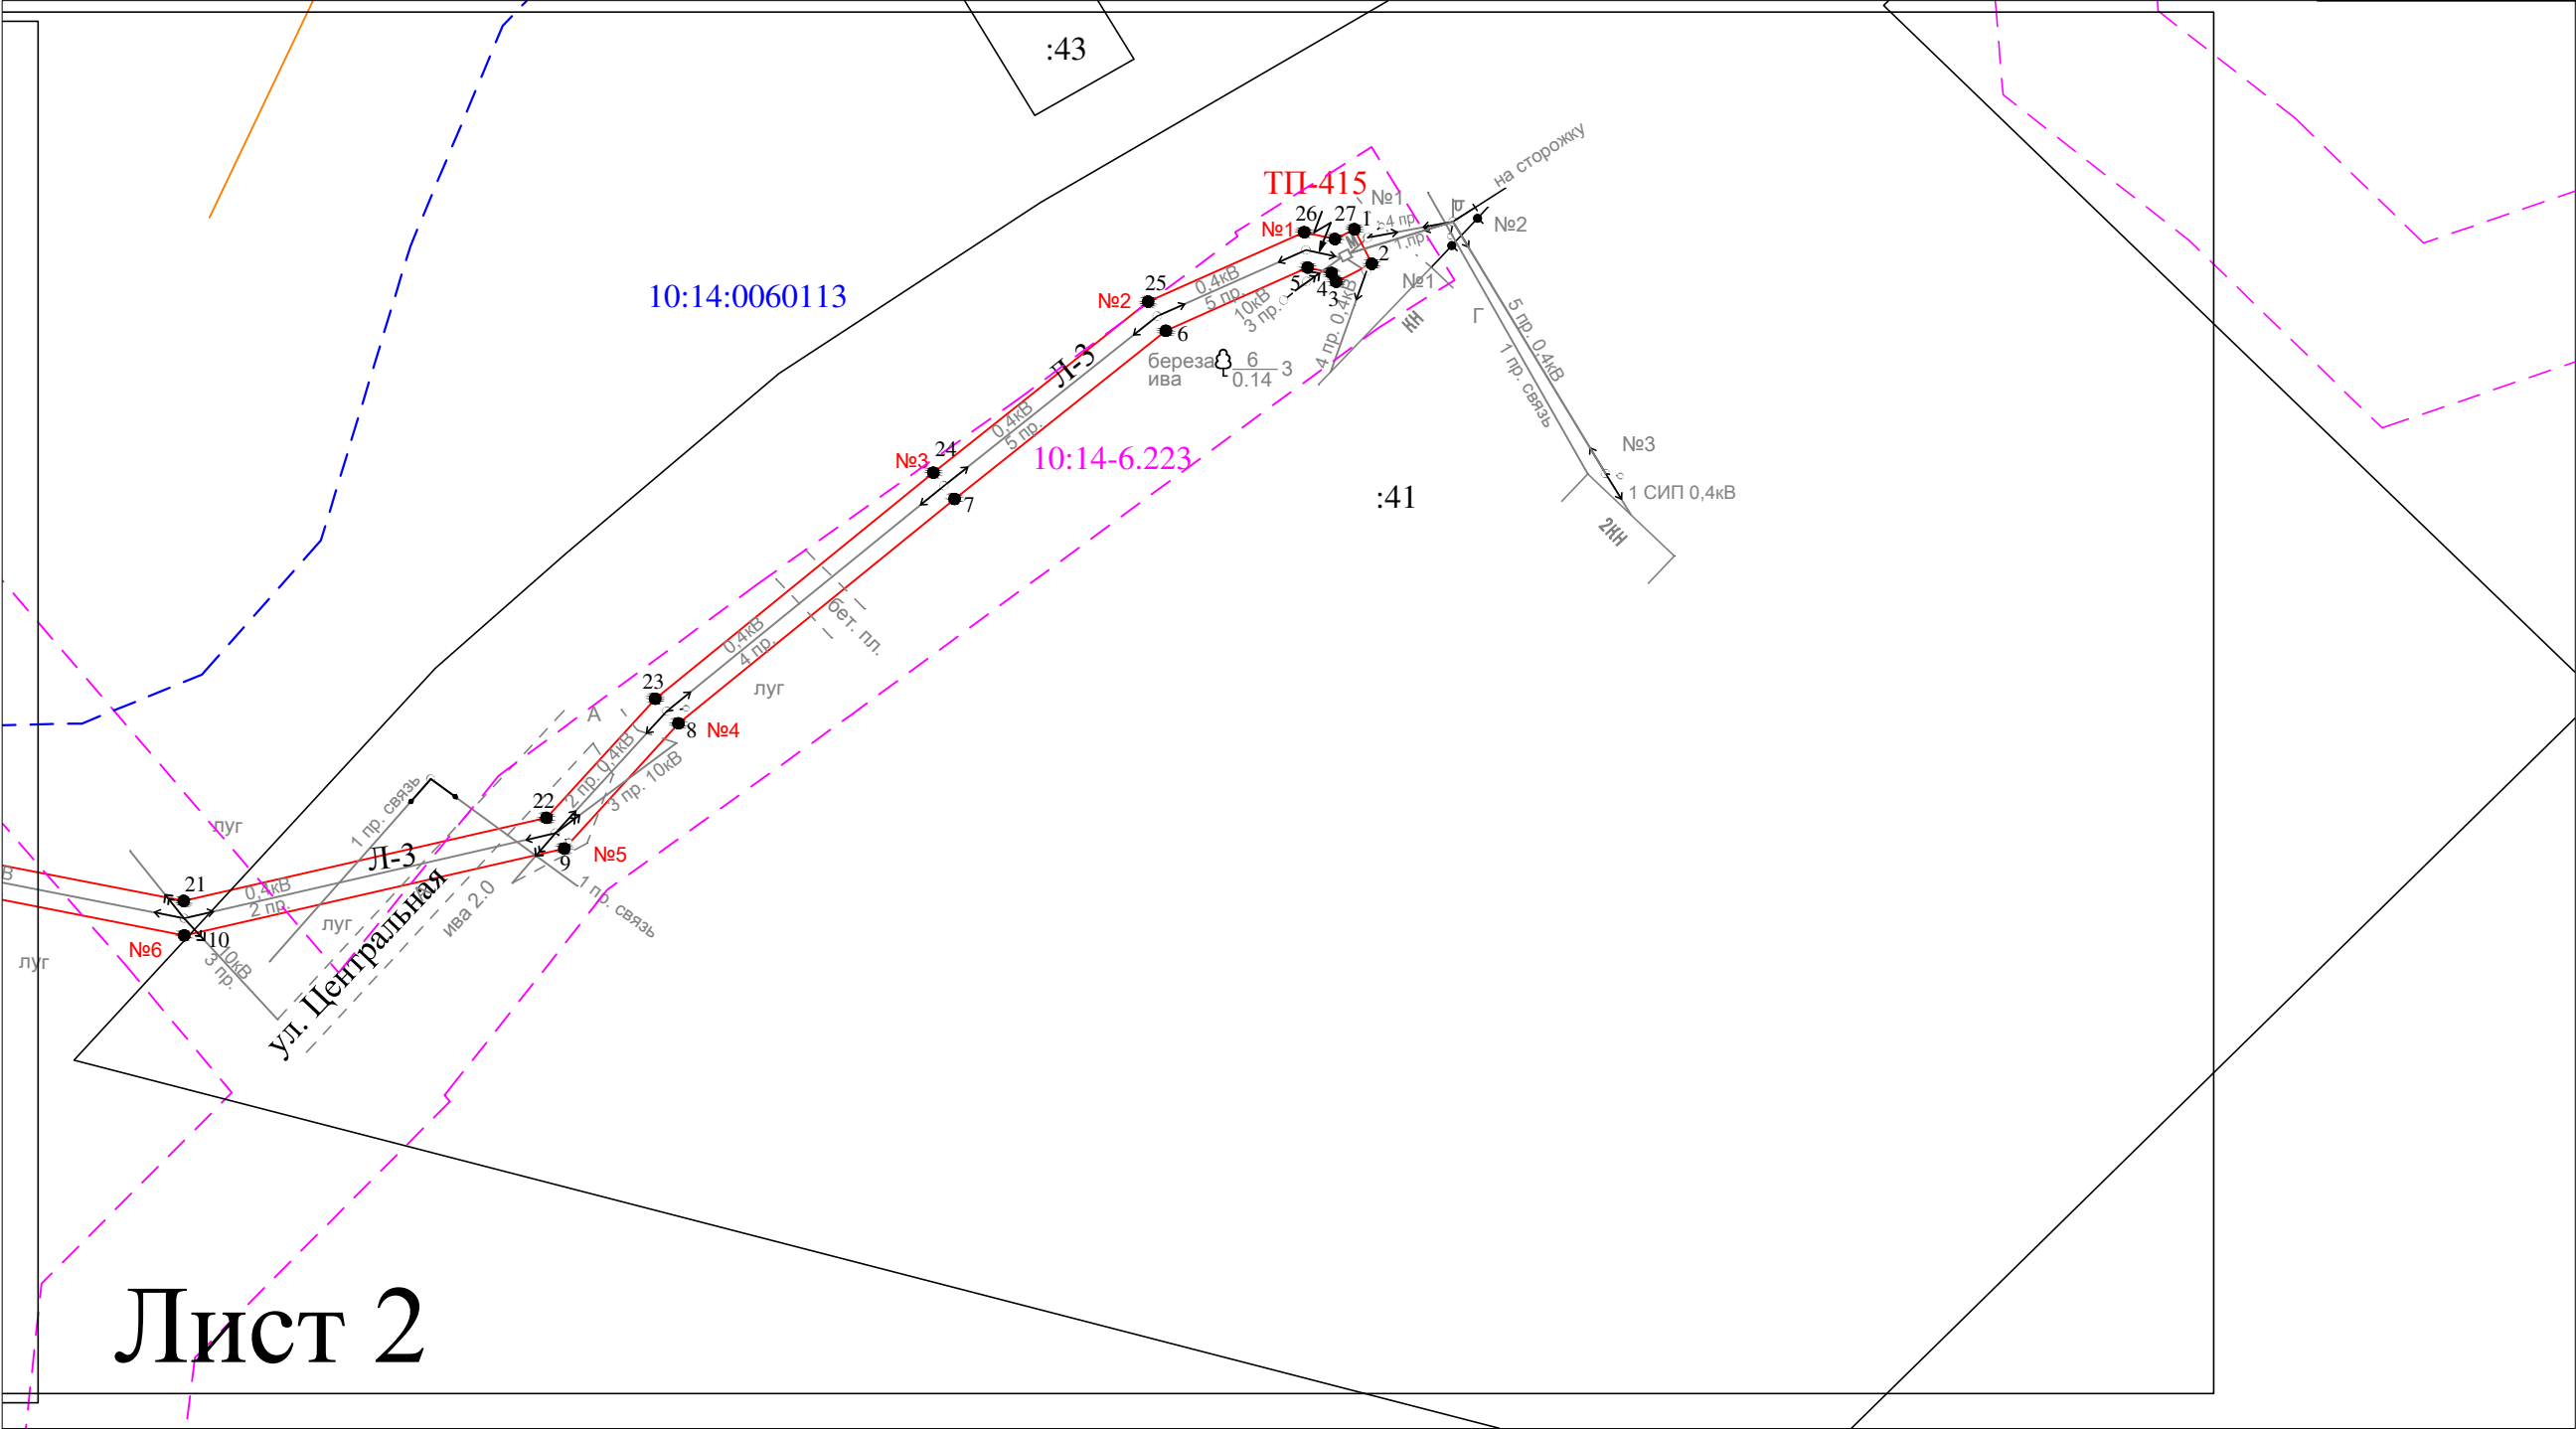 :43
на сторожку
ТП-415
№1
26
27
1
4 пр.
№2
№1
2
1 пр.
25
0,4кВ
5 пр.
5
4
3
№1
10:14:0060113
№2
10кВ
3 пр.
4 пр. 0,4кВ
КН
Г
5 пр. 0,4кВ
6
береза
ива
6
0.14
3
1 пр. связь
Л-3
0,4кВ
5 пр.
24
№3
10:14-6.223
№3
7
:41
1 СИП 0,4кВ
2КН
бет. пл.
0,4кВ
4 пр.
23
луг
А
8
№4
2 пр. 0,4кВ
3 пр. 10кВ
22
1 пр. связь
луг
Л-3
9
№5
21
0,4кВ
2 пр.
ива 2.0
1 пр. связь
В
луг
10
№6
10кВ
3 пр.
луг
ул. Центральная
Лист 2